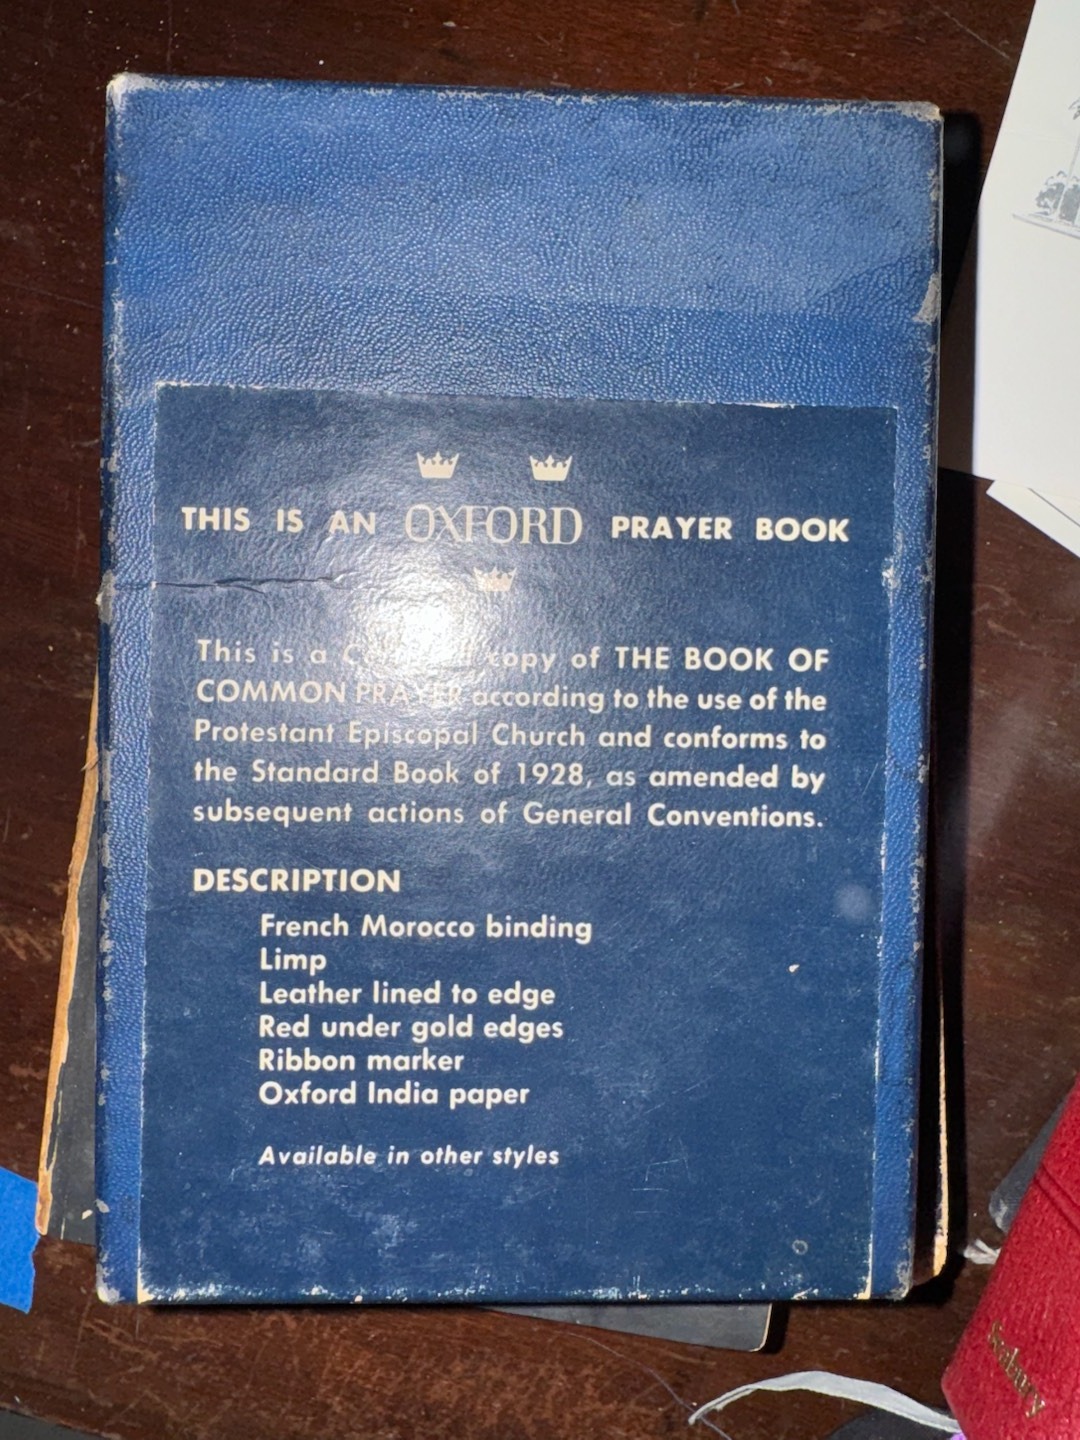 THIS IS AN OXFORD PRAYER BOOK
This is a copy of THE BOOK OF
COMMON PRAYER according to the use of the
Protestant Episcopal Church and conforms to
the Standard Book of 1928, as amended by
subsequent actions of General Conventions.
DESCRIPTION
French Morocco binding
Limp
Leather lined to edge
Red under gold edges
Ribbon marker
Oxford India paper
Available in other styles
Seabury